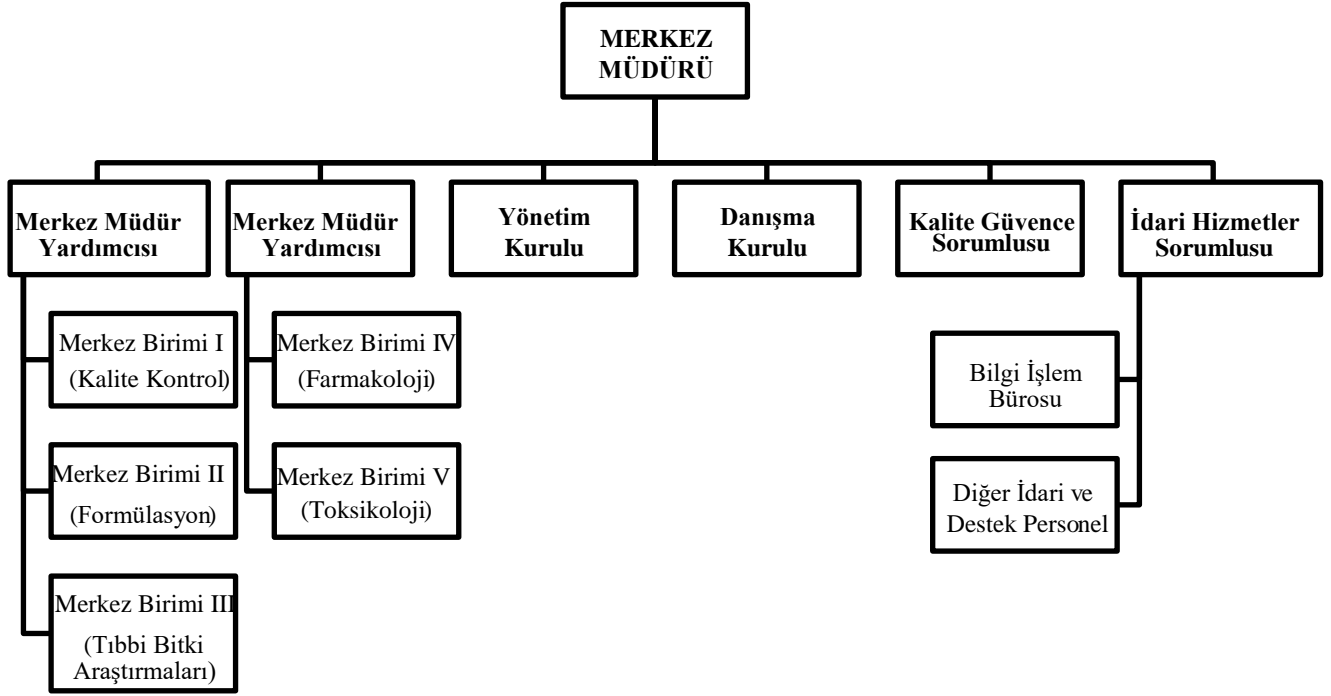 MERKEZ
MÜDÜRÜ
Merkez Müdür
Yardımcısı
Merkez Müdür
Yardımcısı
Yönetim
Kurulu
Danışma
Kurulu
Kalite Güvence
Sorumlusu
İdari Hizmetler
Sorumlusu
Merkez Birimi I
(Kalite Kontrol)
Merkez Birimi II
(Formülasyon)
Merkez Birimi III
(Tıbbi Bitki
Araştırmaları)
Merkez Birimi IV
(Farmakoloji)
Merkez Birimi V
(Toksikoloji)
Bilgi İşlem
Bürosu
Diğer İdari ve
Destek Personel